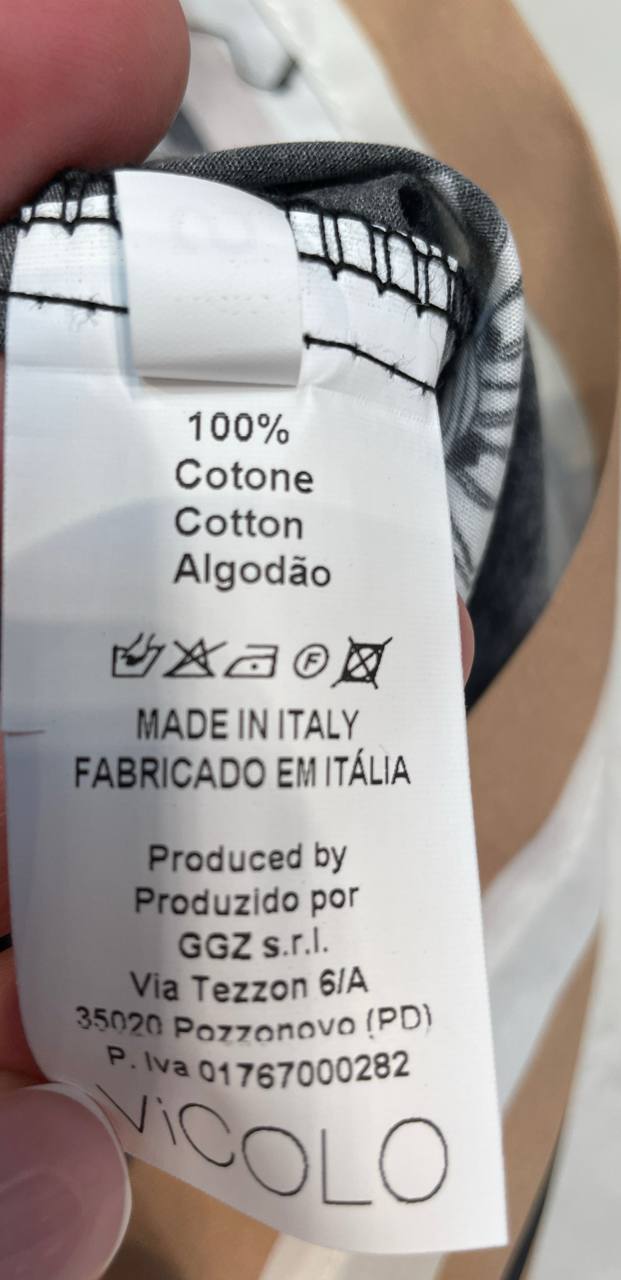 100%
Cotone
Cotton
Algodão
F
MADE IN ITALY
FABRICADO EM ITÁLIA
Produced by
Produzido por
GGZ s.r.l.
Via Tezzon 6/A
35020 Pozzonovo (PD)
P. Iva 01767000282
ViCOLO